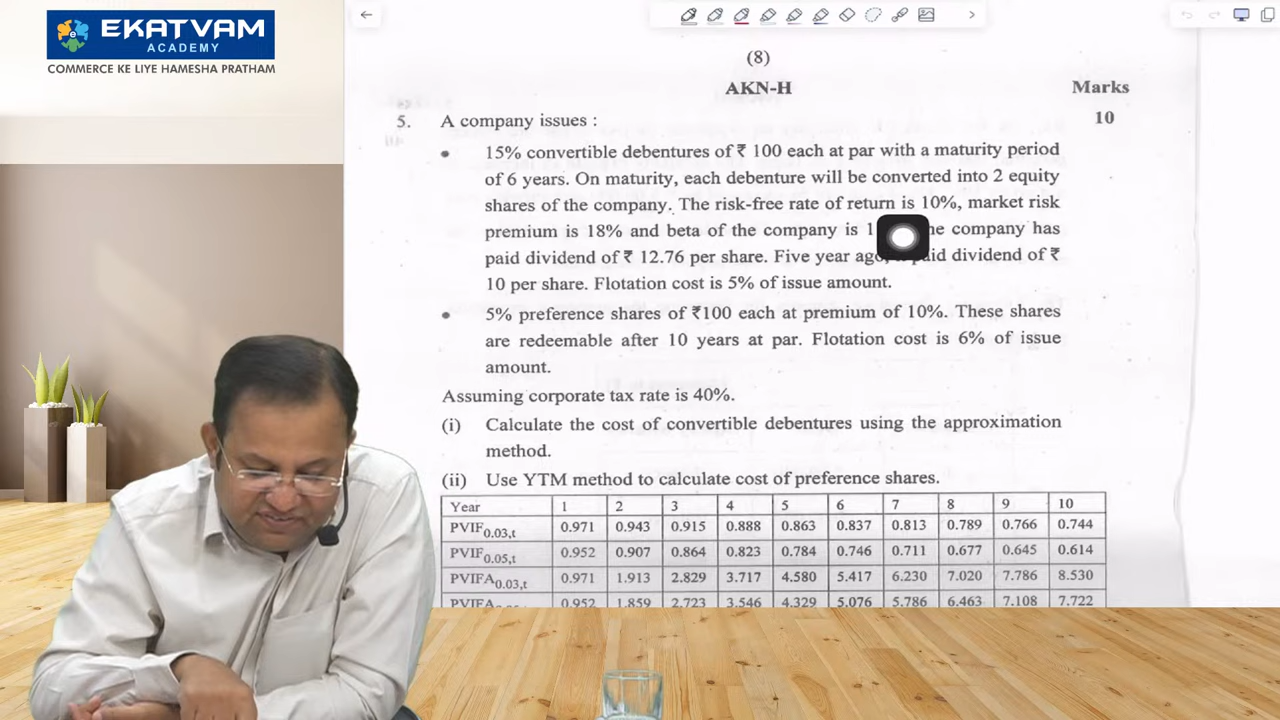 EKATVAM
ACADEMY
COMMERCE KE LIYE HAMESHA PRATHAM
(8)
AKN-H
Marks
5. A company issues : 10
• 15% convertible debentures of ₹ 100 each at par with a maturity period
of 6 years. On maturity, each debenture will be converted into 2 equity
shares of the company. The risk-free rate of return is 10%, market risk
premium is 18% and beta of the company is company has
paid dividend of ₹ 12.76 per share. Five year ago, paid dividend of ₹
10 per share. Flotation cost is 5% of issue amount.
• 5% preference shares of ₹100 each at premium of 10%. These shares
are redeemable after 10 years at par. Flotation cost is 6% of issue
amount.
Assuming corporate tax rate is 40%.
(i) Calculate the cost of convertible debentures using the approximation
method.
(ii) Use YTM method to calculate cost of preference shares.
Year 1 2 3 4 5 6 7 8 9 10
PVIF0.03,t 0.971 0.943 0.915 0.888 0.863 0.837 0.813 0.789 0.766 0.744
PVIF0.05,t 0.952 0.907 0.864 0.823 0.784 0.746 0.711 0.677 0.645 0.614
PVIFA0.03,t 0.971 1.913 2.829 3.717 4.580 5.417 6.230 7.020 7.786 8.530
PVIFA 0.952 1.859 2.723 3.546 4.329 5.076 5.786 6.463 7.108 7.722